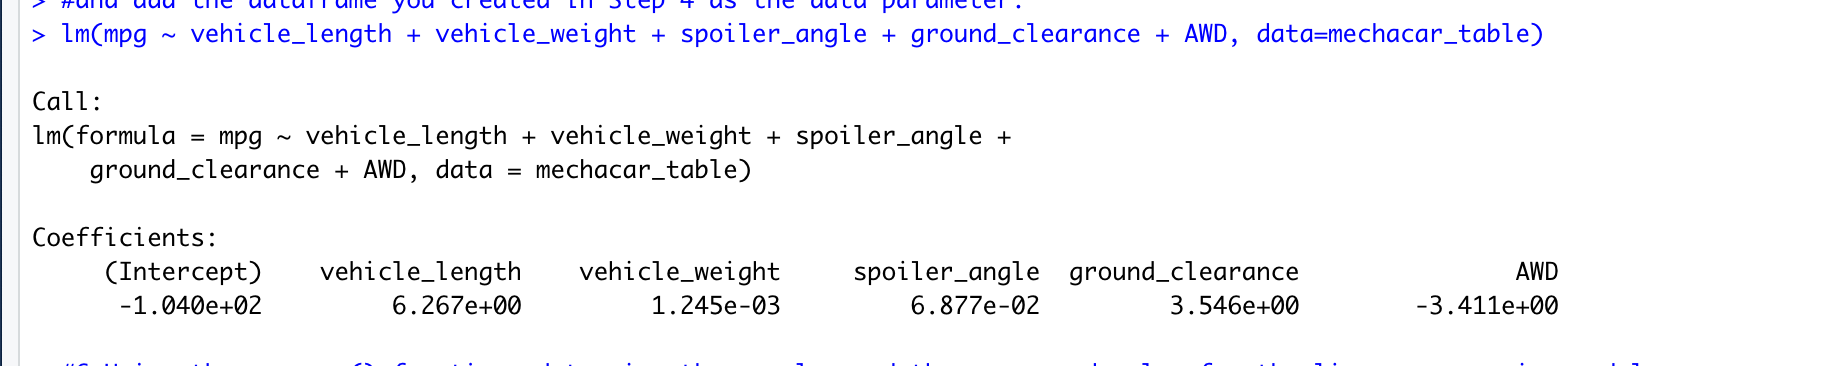 > #and add the dataframe you created in Step 4 as the data parameter.
> lm(mpg ~ vehicle_length + vehicle_weight + spoiler_angle + ground_clearance + AWD, data=mechacar_table)
Call:
lm(formula = mpg ~ vehicle_length + vehicle_weight + spoiler_angle +
    ground_clearance + AWD, data = mechacar_table)
Coefficients:
     (Intercept)    vehicle_length    vehicle_weight     spoiler_angle  ground_clearance               AWD
      -1.040e+02         6.267e+00         1.245e-03         6.877e-02         3.546e+00        -3.411e+00